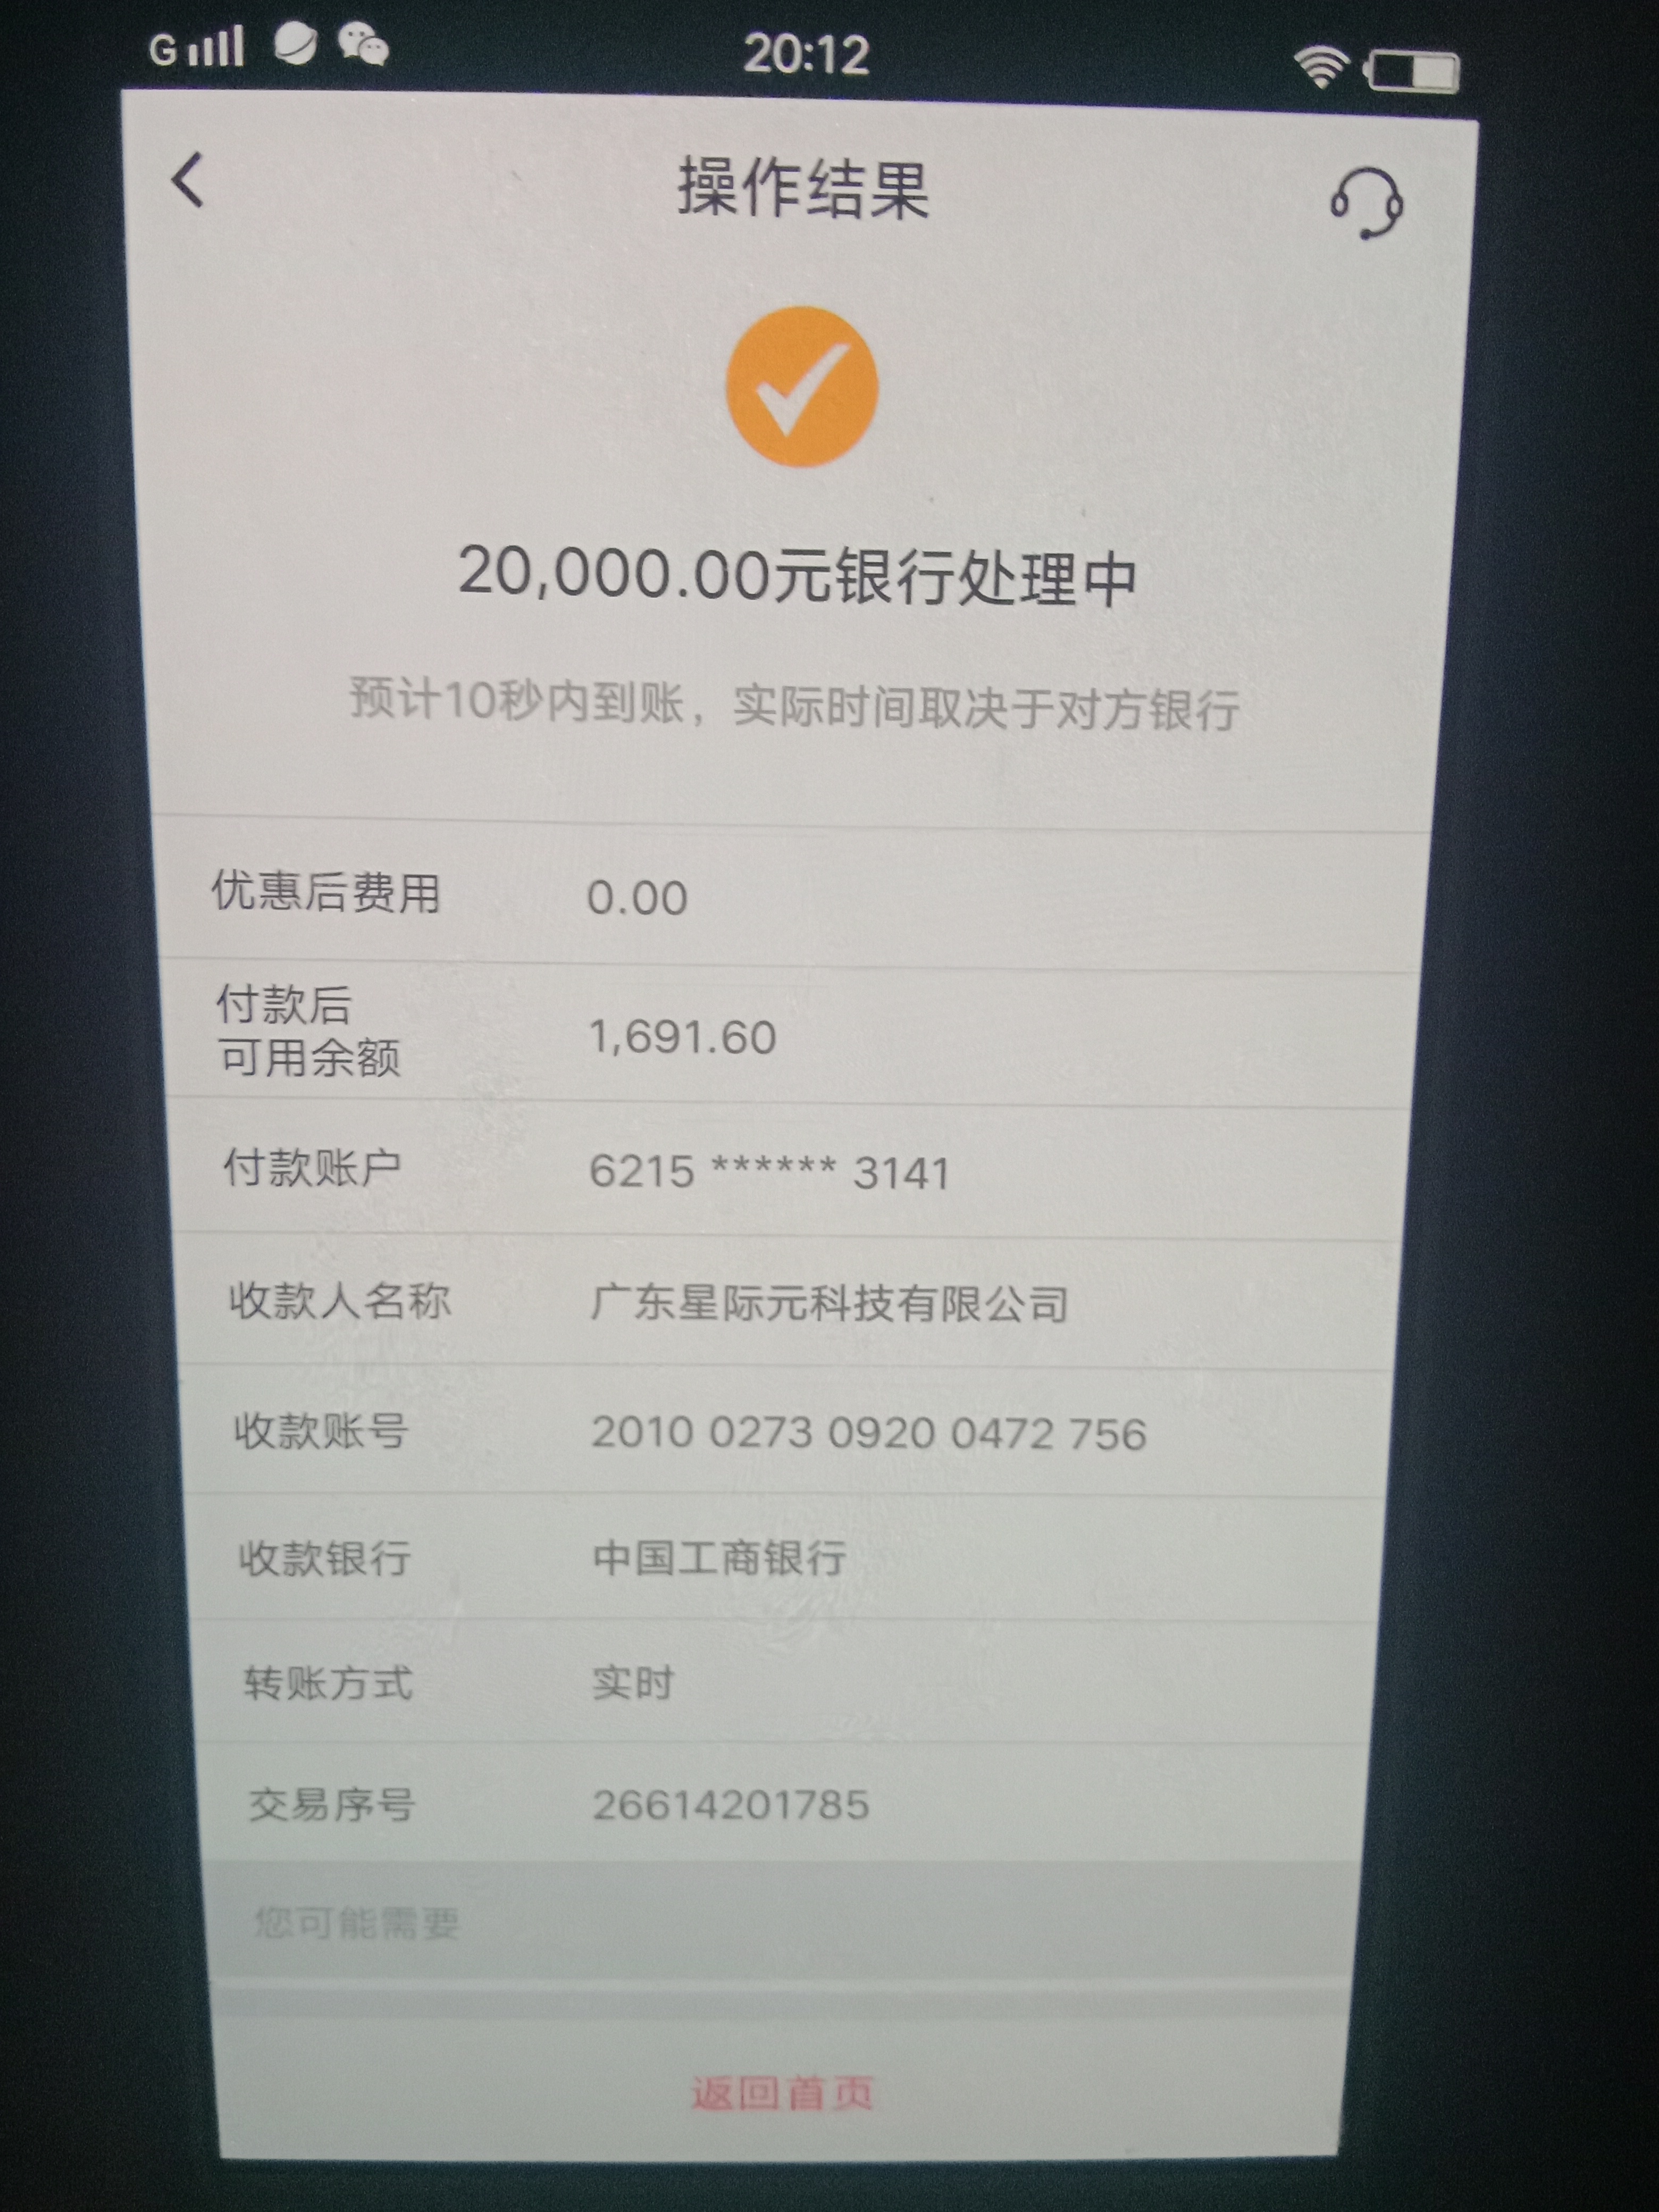 G 20:12
操作结果
20,000.00元银行处理中
预计10秒内到账，实际时间取决于对方银行
优惠后费用 0.00
付款后
可用余额 1,691.60
付款账户 6215 ****** 3141
收款人名称 广东星际元科技有限公司
收款账号 2010 0273 0920 0472 756
收款银行 中国工商银行
转账方式 实时
交易序号 26614201785
您可能需要
返回首页